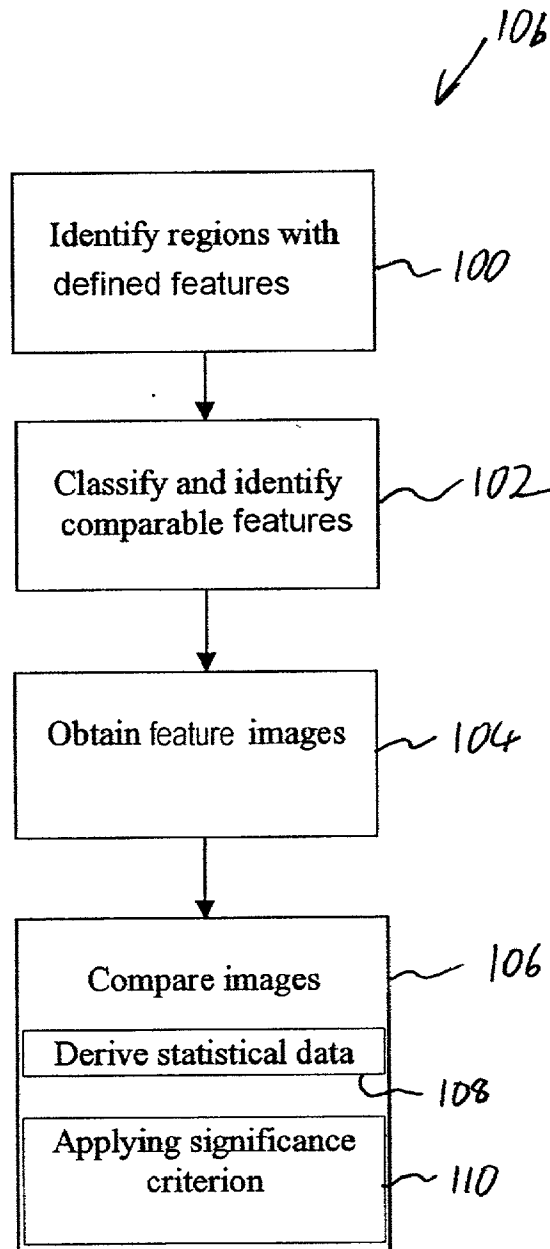 106
Identify regions with
defined features
100
Classify and identify
comparable features
102
Obtain feature images
104
Compare images
106
Derive statistical data
108
Applying significance
criterion
110